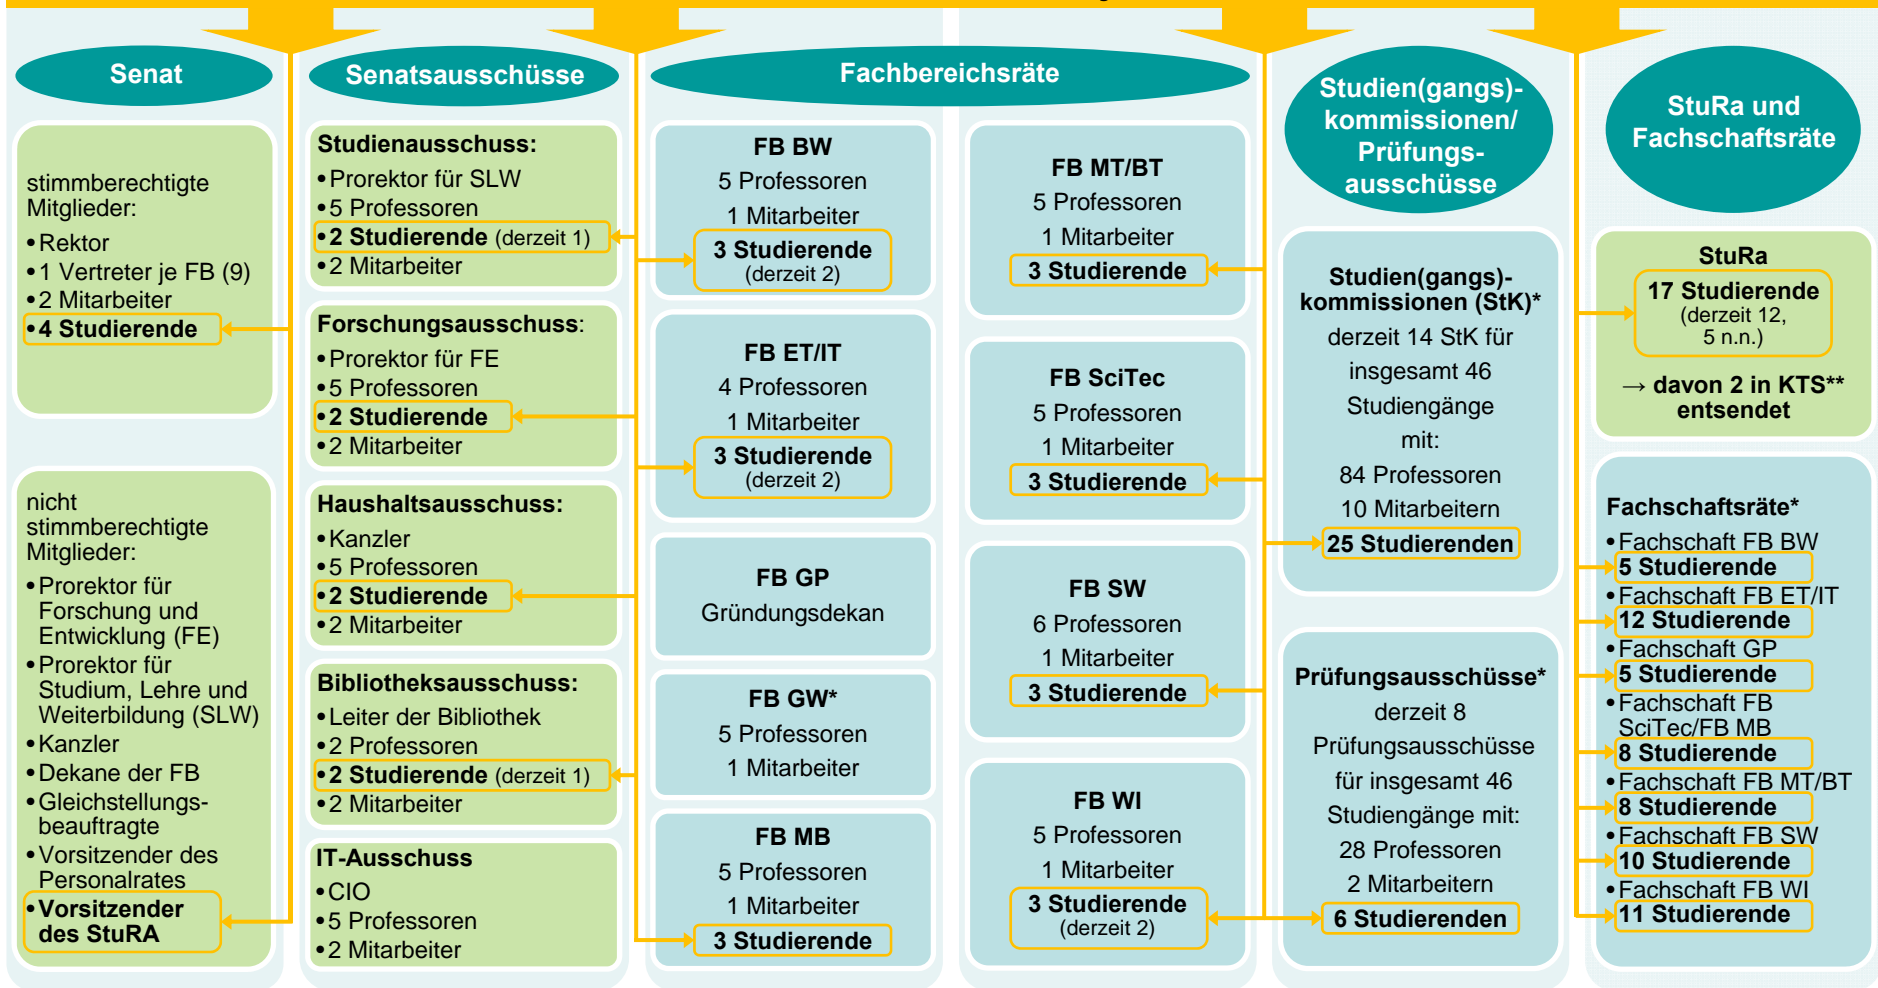 Senat
stimmberechtigte
Mitglieder:
•Rektor
•1 Vertreter je FB (9)
•2 Mitarbeiter
•4 Studierende
nicht
stimmberechtigte
Mitglieder:
•Prorektor für
Forschung und
Entwicklung (FE)
•Prorektor für
Studium, Lehre und
Weiterbildung (SLW)
•Kanzler
•Dekane der FB
•Gleichstellungs-
beauftragte
•Vorsitzender des
Personalrates
•Vorsitzender
des StuRA
Senatsausschüsse
Studienausschuss:
•Prorektor für SLW
•5 Professoren
•2 Studierende (derzeit 1)
•2 Mitarbeiter
Forschungsausschuss:
•Prorektor für FE
•5 Professoren
•2 Studierende
•2 Mitarbeiter
Haushaltsausschuss:
•Kanzler
•5 Professoren
•2 Studierende
•2 Mitarbeiter
Bibliotheksausschuss:
•Leiter der Bibliothek
•2 Professoren
•2 Studierende (derzeit 1)
•2 Mitarbeiter
IT-Ausschuss
•CIO
•5 Professoren
•2 Mitarbeiter
Fachbereichsräte
FB BW
5 Professoren
1 Mitarbeiter
3 Studierende
(derzeit 2)
FB ET/IT
4 Professoren
1 Mitarbeiter
3 Studierende
(derzeit 2)
FB GP
Gründungsdekan
FB GW*
5 Professoren
1 Mitarbeiter
FB MB
5 Professoren
1 Mitarbeiter
3 Studierende
FB MT/BT
5 Professoren
1 Mitarbeiter
3 Studierende
FB SciTec
5 Professoren
1 Mitarbeiter
3 Studierende
FB SW
6 Professoren
1 Mitarbeiter
3 Studierende
FB WI
5 Professoren
1 Mitarbeiter
3 Studierende
(derzeit 2)
Studien(gangs)-
kommissionen/
Prüfungs-
ausschüsse
Studien(gangs)-
kommissionen (StK)*
derzeit 14 StK für
insgesamt 46
Studiengänge
mit:
84 Professoren
10 Mitarbeitern
25 Studierenden
Prüfungsausschüsse*
derzeit 8
Prüfungsausschüsse
für insgesamt 46
Studiengänge mit:
28 Professoren
2 Mitarbeitern
6 Studierenden
StuRa und
Fachschaftsräte
StuRa
17 Studierende
(derzeit 12,
5 n.n.)
→ davon 2 in KTS**
entsendet
Fachschaftsräte*
•Fachschaft FB BW
5 Studierende
•Fachschaft FB ET/IT
12 Studierende
•Fachschaft GP
5 Studierende
•Fachschaft FB
SciTec/FB MB
8 Studierende
•Fachschaft FB MT/BT
8 Studierende
•Fachschaft FB SW
10 Studierende
•Fachschaft FB WI
11 Studierende